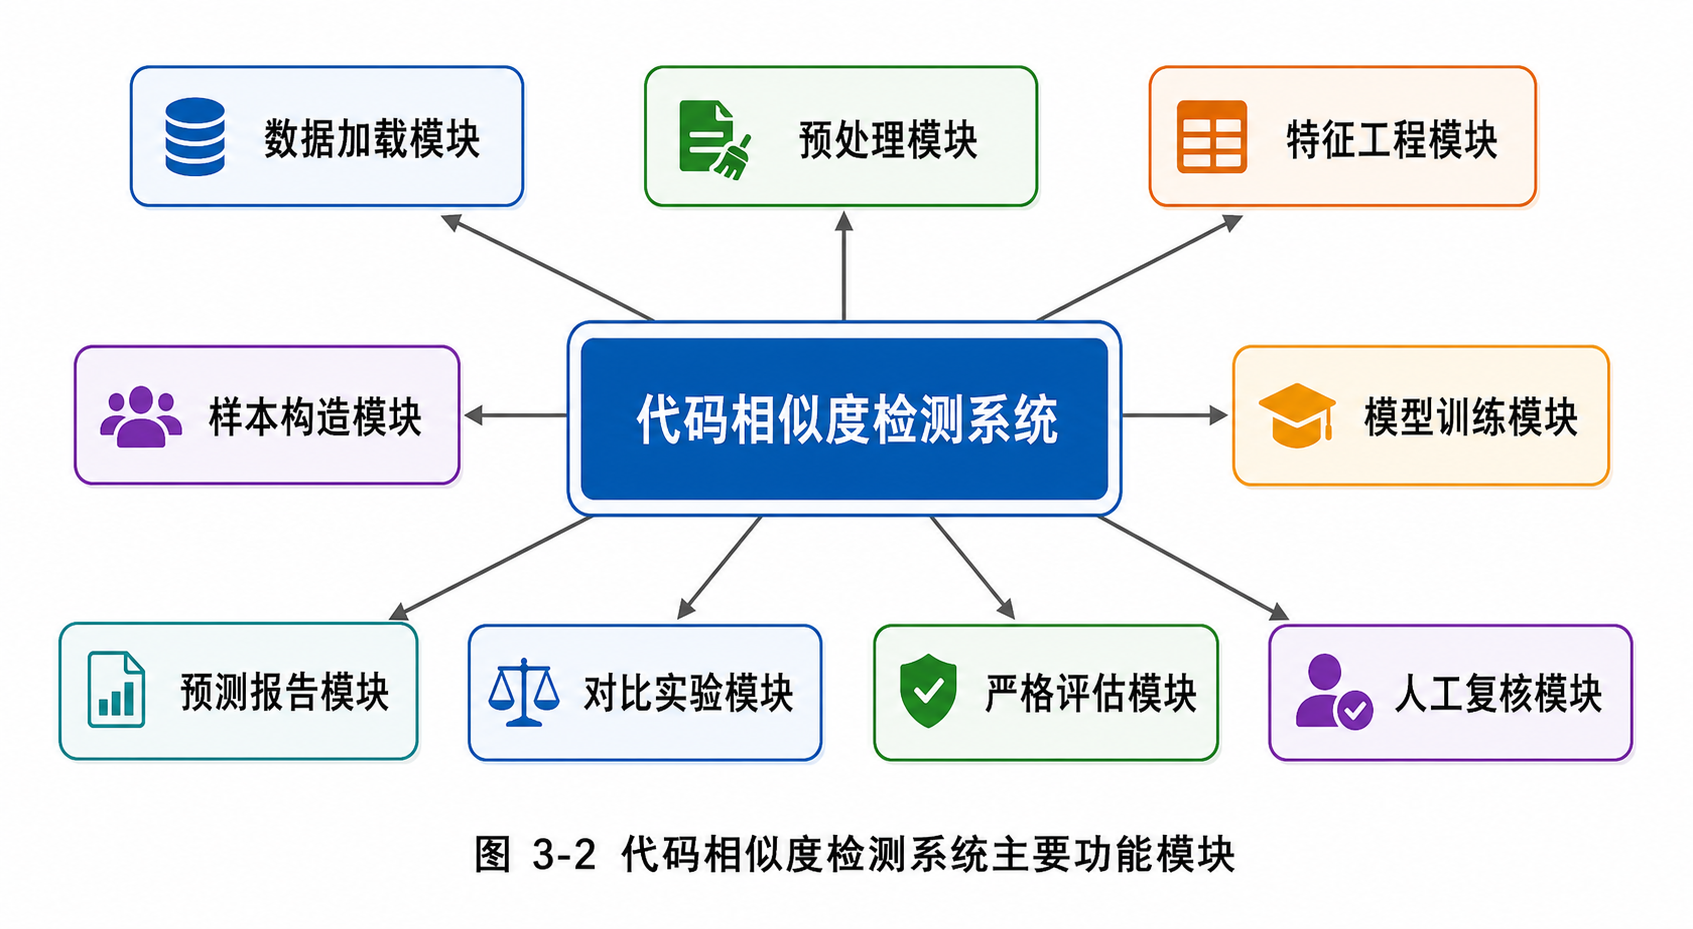 数据加载模块
预处理模块
特征工程模块
样本构造模块
代码相似度检测系统
模型训练模块
预测报告模块
对比实验模块
严格评估模块
人工复核模块
图 3-2 代码相似度检测系统主要功能模块